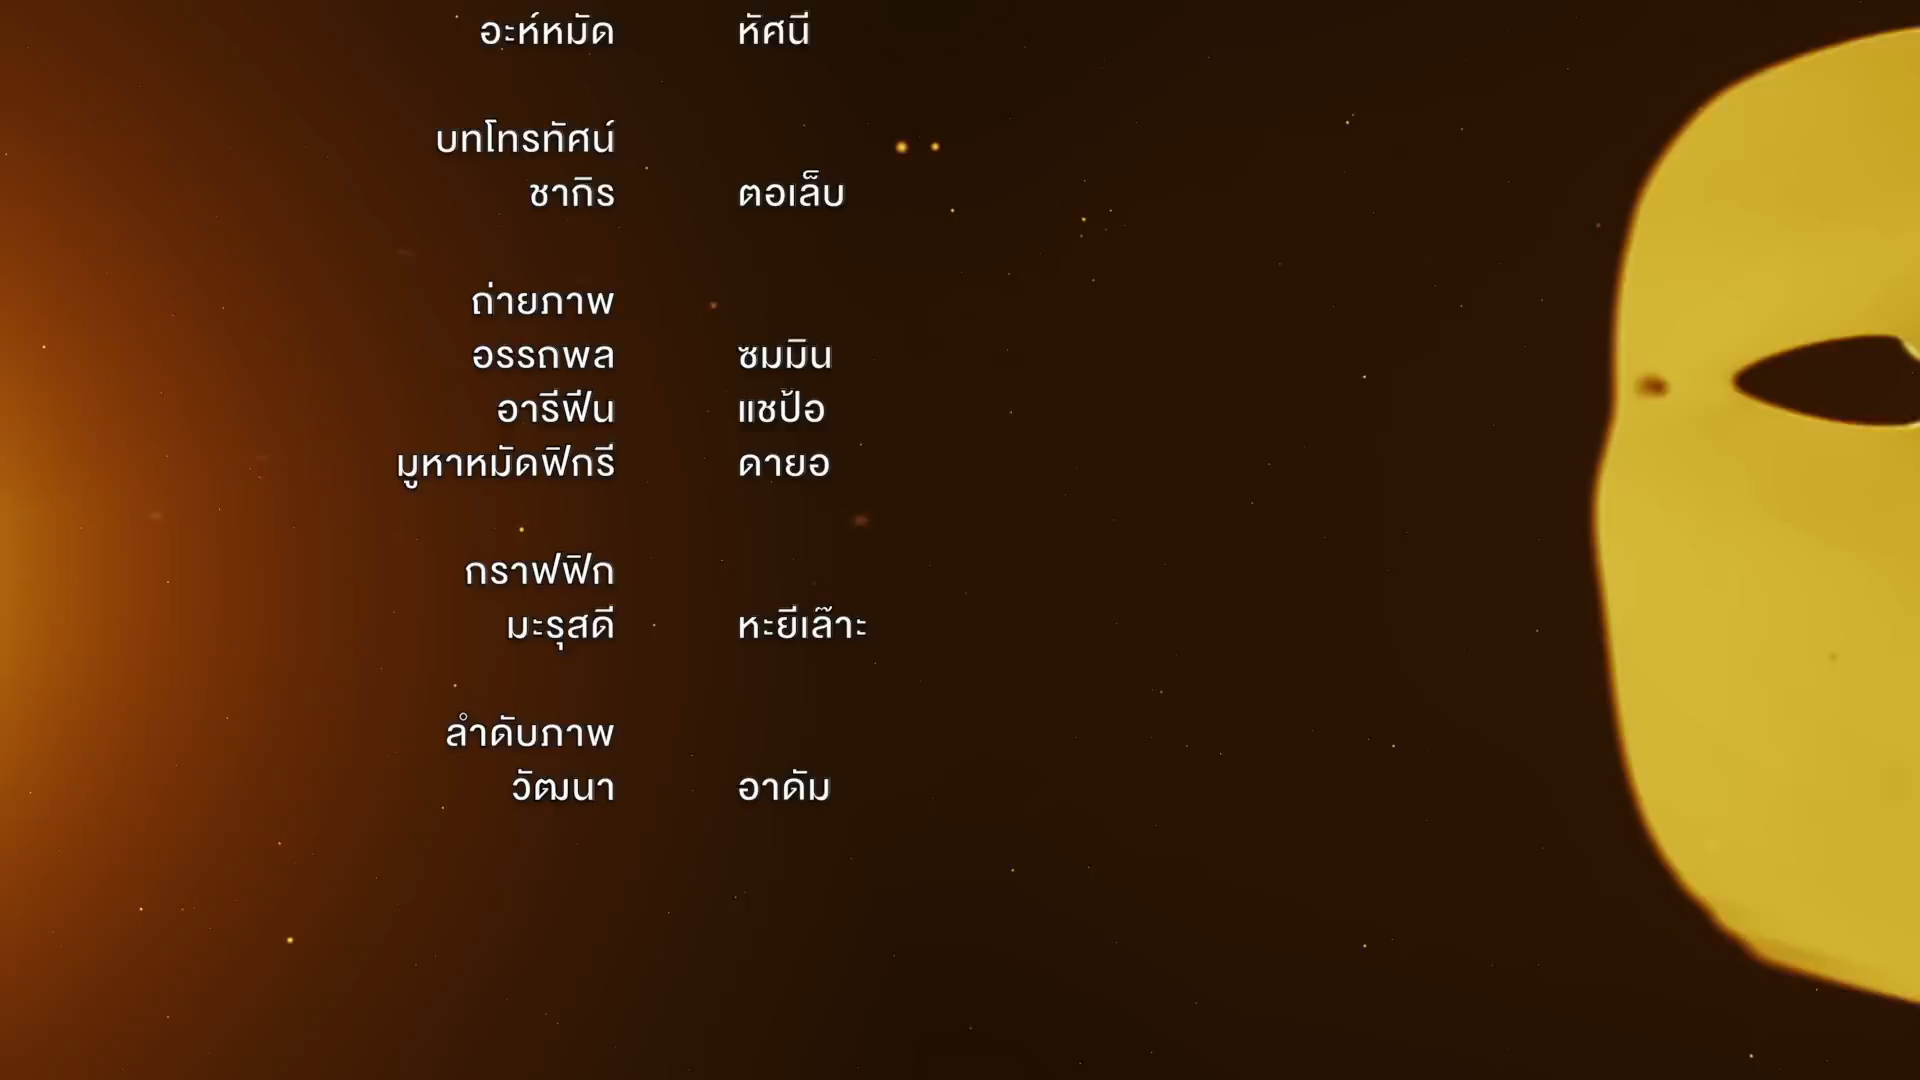 อะห์หมัด หัศนี
บทโทรทัศน์
ชากิร ตอเล็บ
ถ่ายภาพ
อรรถพล ซมมิน
อารีฟีน แชป้อ
มูหาหมัดฟิกรี ดายอ
กราฟฟิก
มะรุสดี หะยีเล๊าะ
ลำดับภาพ
วัฒนา อาดัม